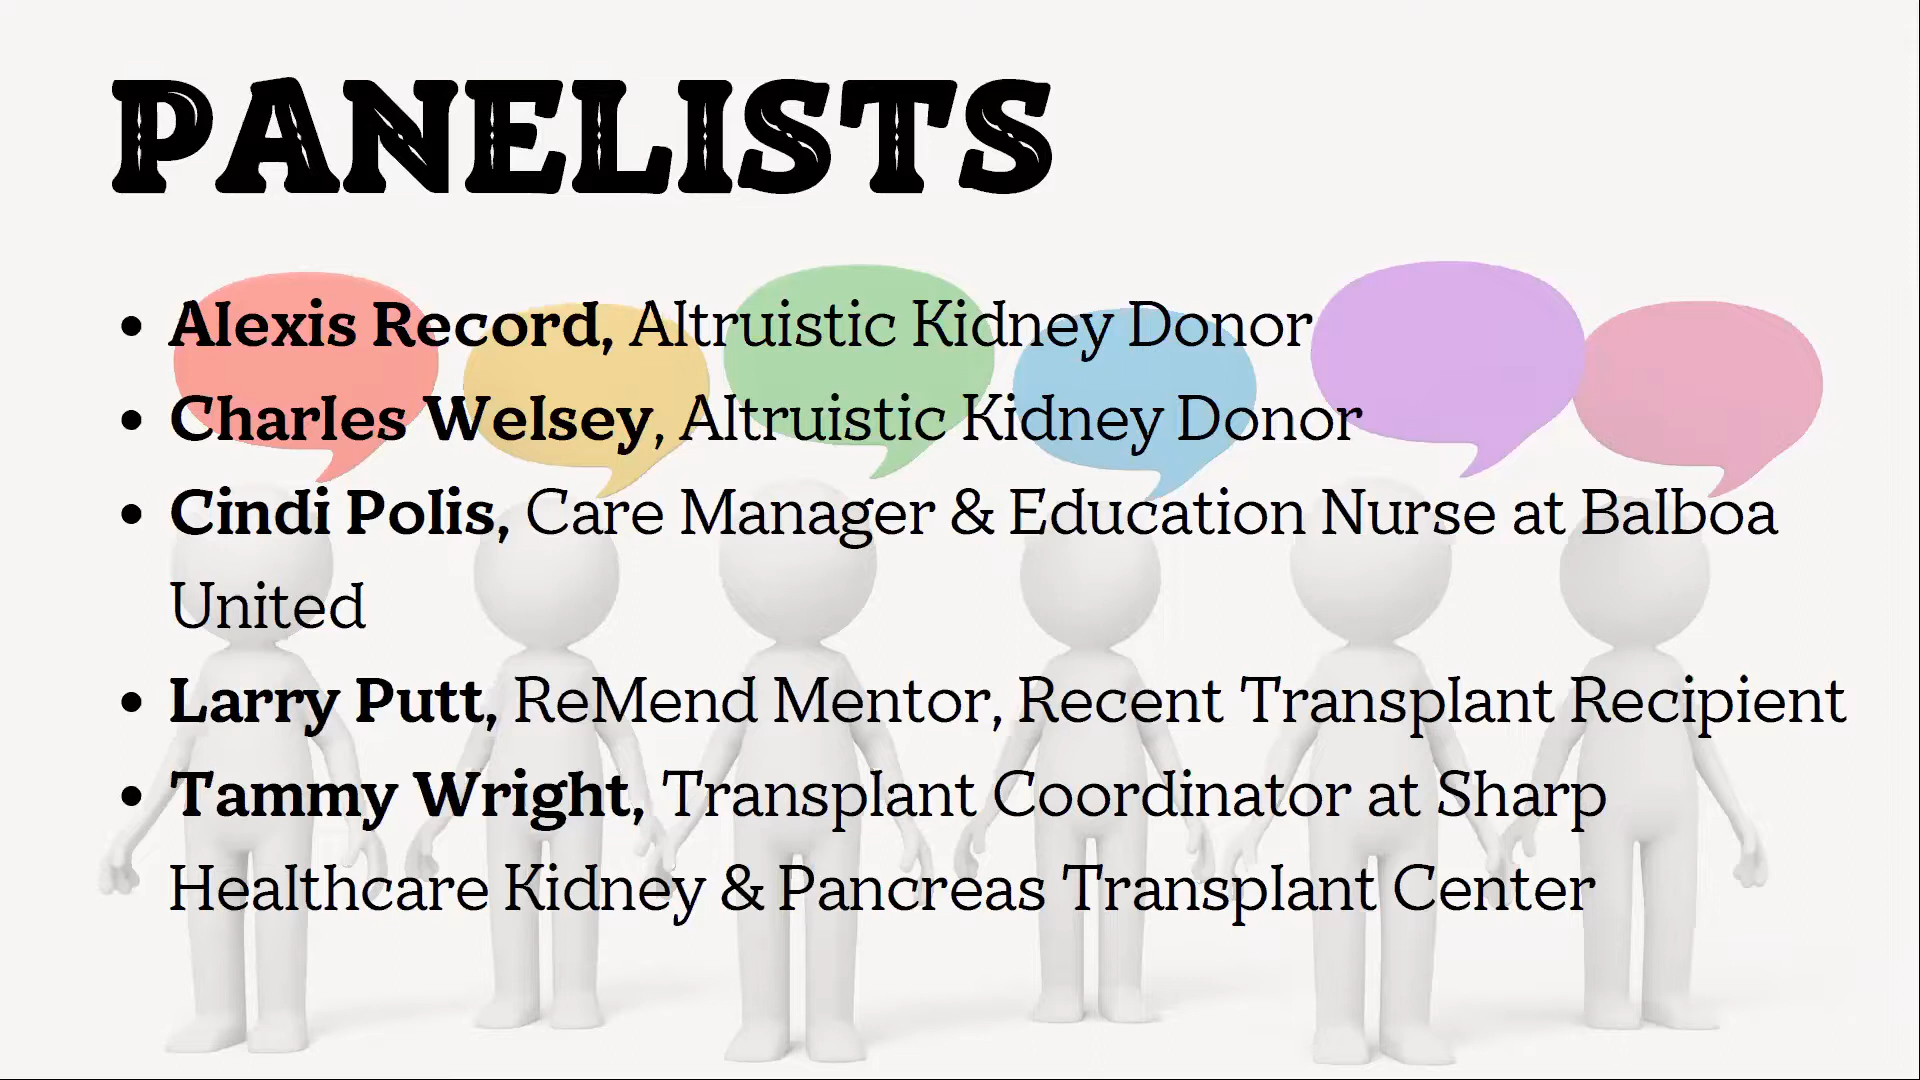 PANELISTS
• Alexis Record, Altruistic Kidney Donor
• Charles Welsey, Altruistic Kidney Donor
• Cindi Polis, Care Manager & Education Nurse at Balboa
United
• Larry Putt, ReMend Mentor, Recent Transplant Recipient
• Tammy Wright, Transplant Coordinator at Sharp
Healthcare Kidney & Pancreas Transplant Center